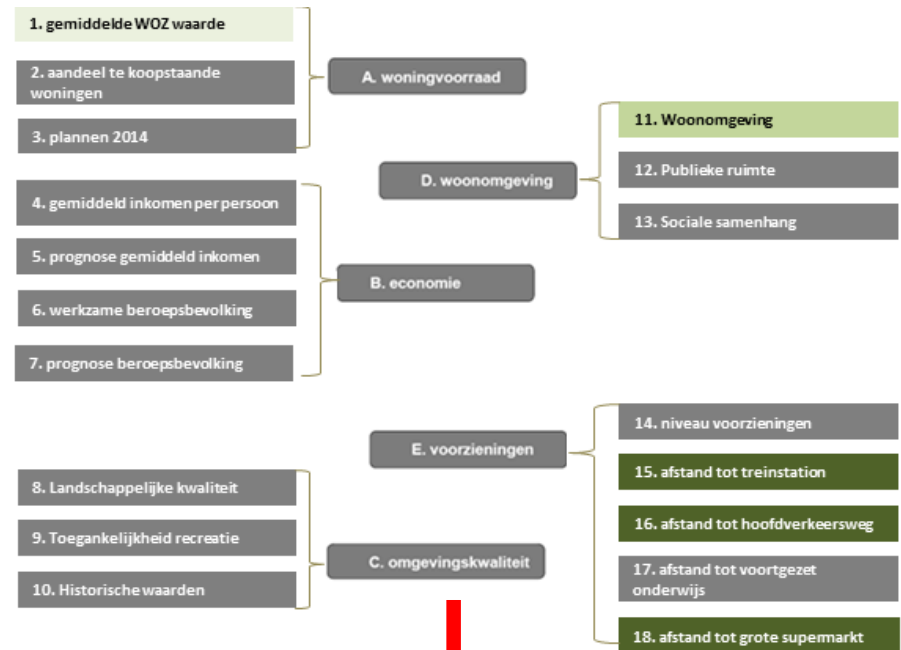 1. gemiddelde WOZ waarde
2. aandeel te koopstaande
woningen
3. plannen 2014
A. woningvoorraad
4. gemiddeld inkomen per persoon
5. prognose gemiddeld inkomen
6. werkzame beroepsbevolking
7. prognose beroepsbevolking
B. economie
8. Landschappelijke kwaliteit
9. Toegankelijkheid recreatie
10. Historische waarden
C. omgevingskwaliteit
D. woonomgeving
11. Woonomgeving
12. Publieke ruimte
13. Sociale samenhang
E. voorzieningen
14. niveau voorzieningen
15. afstand tot treinstation
16. afstand tot hoofdverkeersweg
17. afstand tot voortgezet
onderwijs
18. afstand tot grote supermarkt